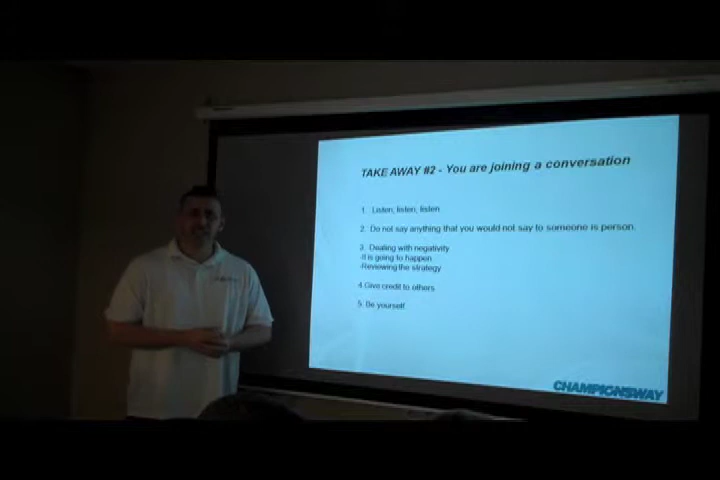 TAKE AWAY #2 - You are joining a conversation
1. Listen, listen, listen
2. Do not say anything that you would not say to someone is person.
3. Dealing with negativity
-It is going to happen
-Reviewing the strategy
4.Give credit to others
5. Be yourself
CHAMPIONSWAY